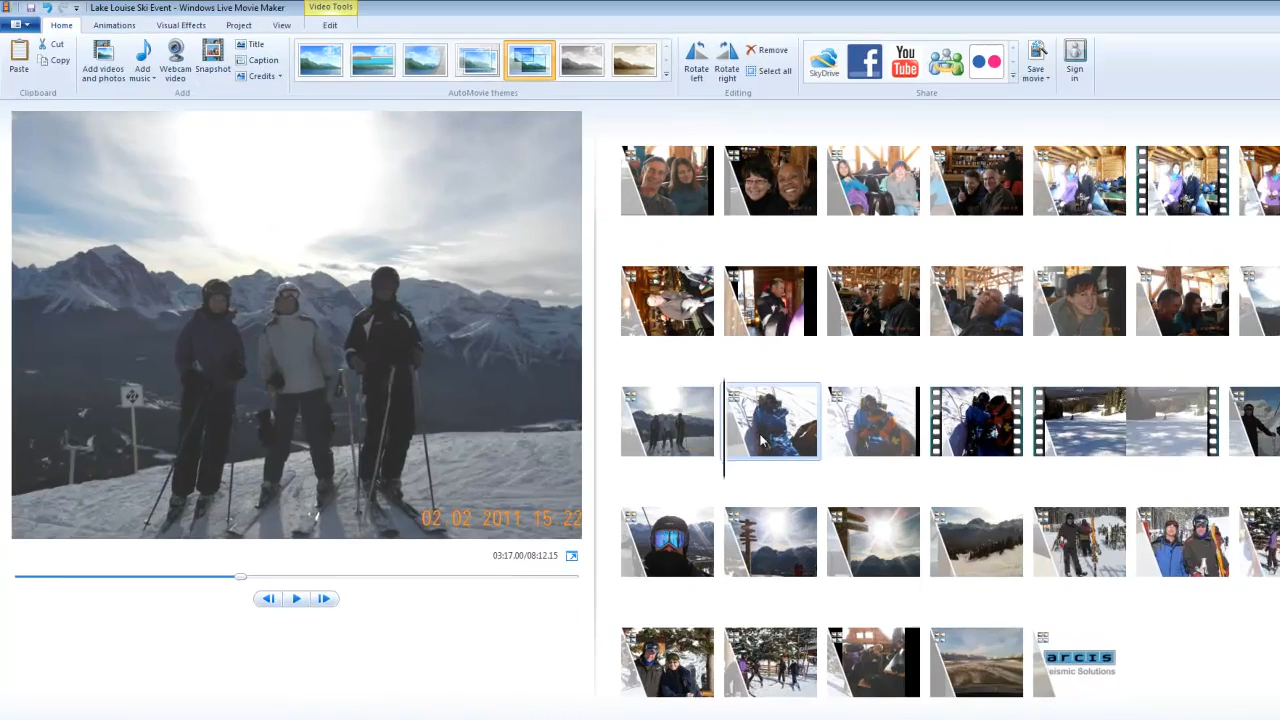 Lake Louise Ski Event - Windows Live Movie Maker
Video Tools
Home
Animations
Visual Effects
Project
View
Edit
Paste
Cut
Copy
Clipboard
Add videos
and photos
Add
music
Webcam
video
Snapshot
Title
Caption
Credits
Add
AutoMovie themes
Rotate
left
Rotate
right
Remove
Select all
Editing
SkyDrive
You
Tube
Share
Save
movie
Sign
in
02 02 2011 15 22
03:17.00/08:12.15
arcis
eismic Solutions